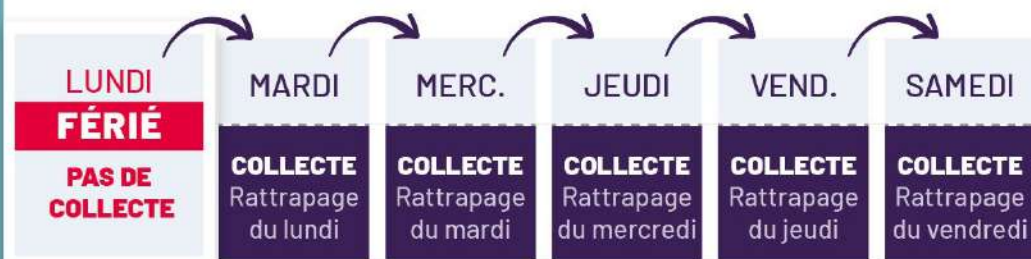 LUNDI
FÉRIÉ
PAS DE
COLLECTE
MARDI
COLLECTE
Rattrapage
du lundi
MERC.
COLLECTE
Rattrapage
du mardi
JEUDI
COLLECTE
Rattrapage
du mercredi
VEND.
COLLECTE
Rattrapage
du jeudi
SAMEDI
COLLECTE
Rattrapage
du vendredi